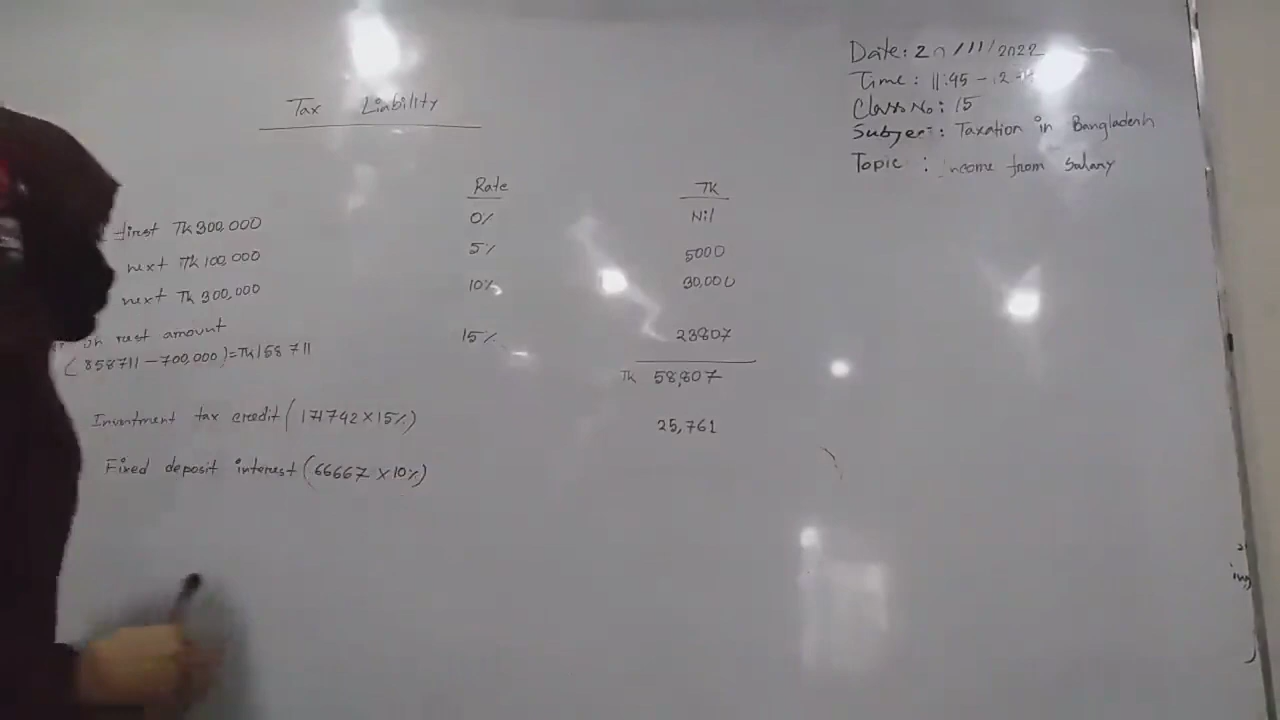 Date: 20/11/2022
Time: 11:45 - 12
Class No: 15
Subject: Taxation in Bangladesh
Topic : Income from Salary
Tax Liability
Rate Tk
first Tk 300,000 0% Nil
next Tk 100,000 5% 5000
next Tk 300,000 10% 30,000
on rest amount
(858711 - 700,000) = Tk 158 711 15% 23807
Tk 58,807
Investment tax credit (171742 x 15%) 25,761
Fixed deposit interest (66667 x 10%)